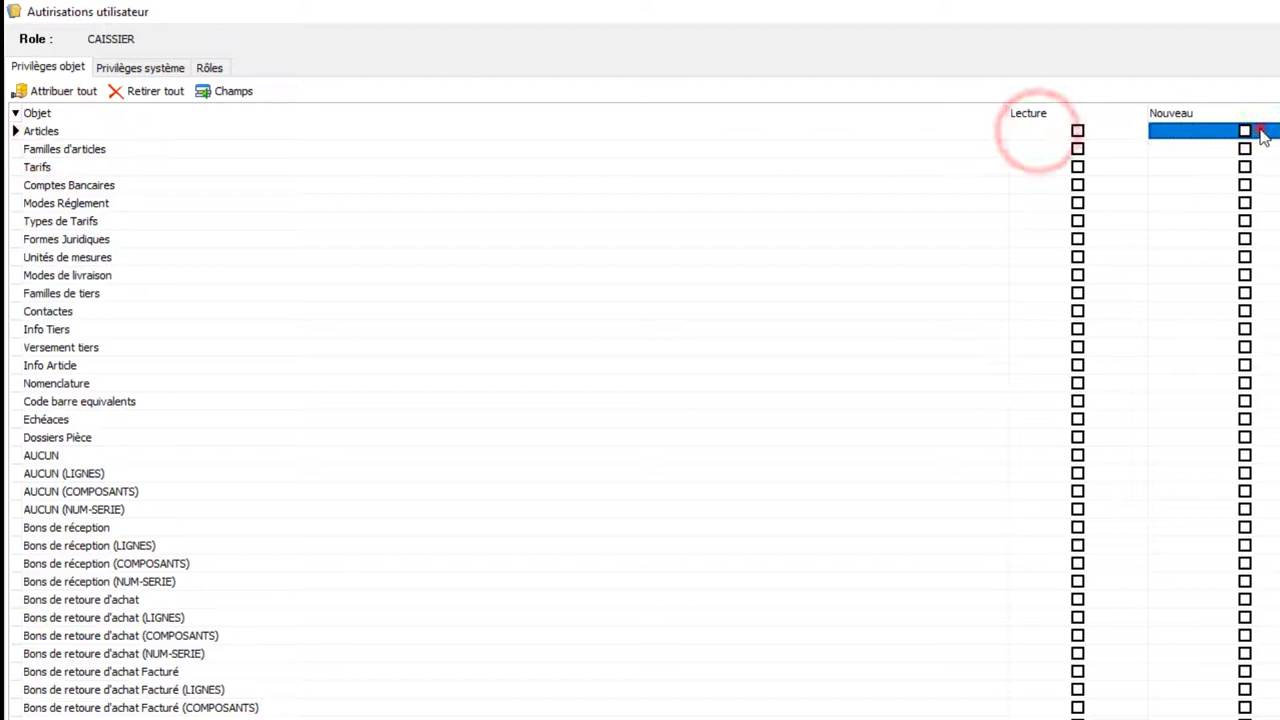 Autirisations utilisateur
Role : CAISSIER
Privilèges objet Privilèges système Rôles
Attribuer tout Retirer tout Champs
Objet Lecture Nouveau
Articles
Familles d'articles
Tarifs
Comptes Bancaires
Modes Réglement
Types de Tarifs
Formes Juridiques
Unités de mesures
Modes de livraison
Familles de tiers
Contactes
Info Tiers
Versement tiers
Info Article
Nomenclature
Code barre equivalents
Echéaces
Dossiers Pièce
AUCUN
AUCUN (LIGNES)
AUCUN (COMPOSANTS)
AUCUN (NUM-SERIE)
Bons de réception
Bons de réception (LIGNES)
Bons de réception (COMPOSANTS)
Bons de réception (NUM-SERIE)
Bons de retoure d'achat
Bons de retoure d'achat (LIGNES)
Bons de retoure d'achat (COMPOSANTS)
Bons de retoure d'achat (NUM-SERIE)
Bons de retoure d'achat Facturé
Bons de retoure d'achat Facturé (LIGNES)
Bons de retoure d'achat Facturé (COMPOSANTS)